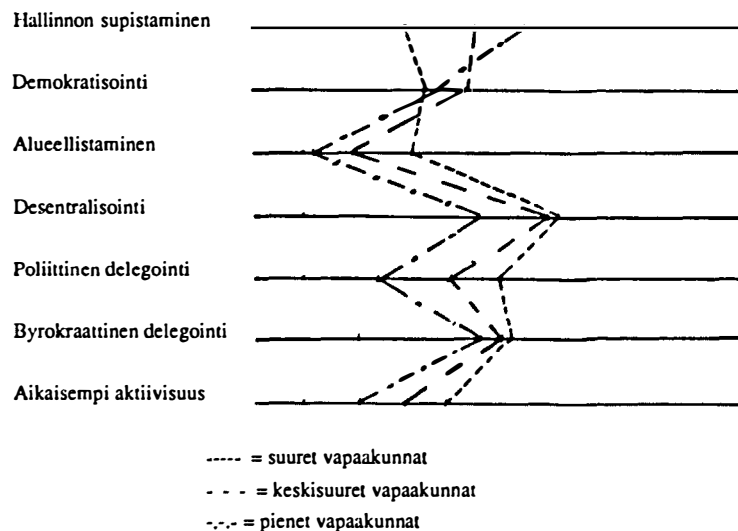 Hallinnon supistaminen
Demokratisointi
Alueellistaminen
Desentralisointi
Poliittinen delegointi
Byrokraattinen delegointi
Aikaisempi aktiivisuus
----- = suuret vapaakunnat
- - - = keskisuuret vapaakunnat
-.-.- = pienet vapaakunnat